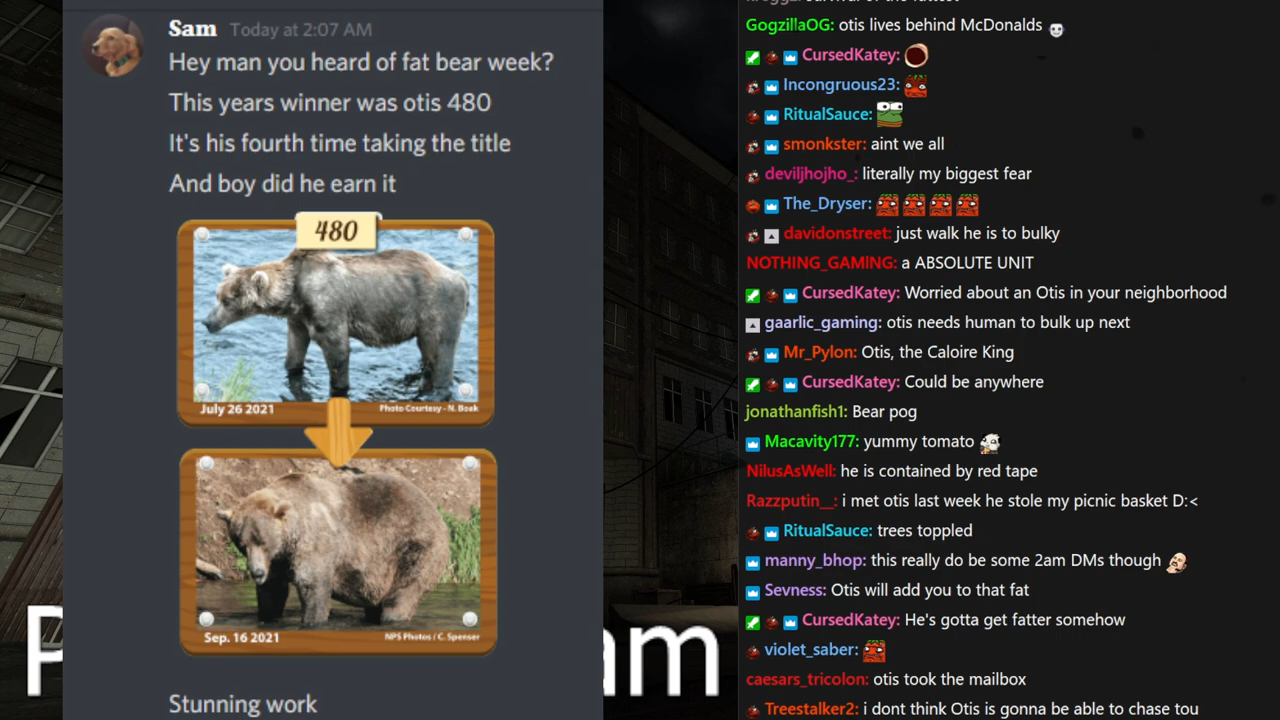 Sam Today at 2:07 AM
Hey man you heard of fat bear week?
This years winner was otis 480
It's his fourth time taking the title
And boy did he earn it
480
July 26 2021 Photo Courtesy - N. Boak
Sep. 16 2021 NPS Photos / C. Spenser
Stunning work
P
am
GogzillaOG: otis lives behind McDonalds
CursedKatey:
Incongruous23:
RitualSauce:
smonkster: aint we all
deviljhojho_: literally my biggest fear
The_Dryser:
davidonstreet: just walk he is to bulky
NOTHING_GAMING: a ABSOLUTE UNIT
CursedKatey: Worried about an Otis in your neighborhood
gaarlic_gaming: otis needs human to bulk up next
Mr_Pylon: Otis, the Caloire King
CursedKatey: Could be anywhere
jonathanfish1: Bear pog
Macavity177: yummy tomato
NilusAsWell: he is contained by red tape
Razzputin__: i met otis last week he stole my picnic basket D:<
RitualSauce: trees toppled
manny_bhop: this really do be some 2am DMs though
Sevness: Otis will add you to that fat
CursedKatey: He's gotta get fatter somehow
violet_saber:
caesars_tricolon: otis took the mailbox
Treestalker2: i dont think Otis is gonna be able to chase tou